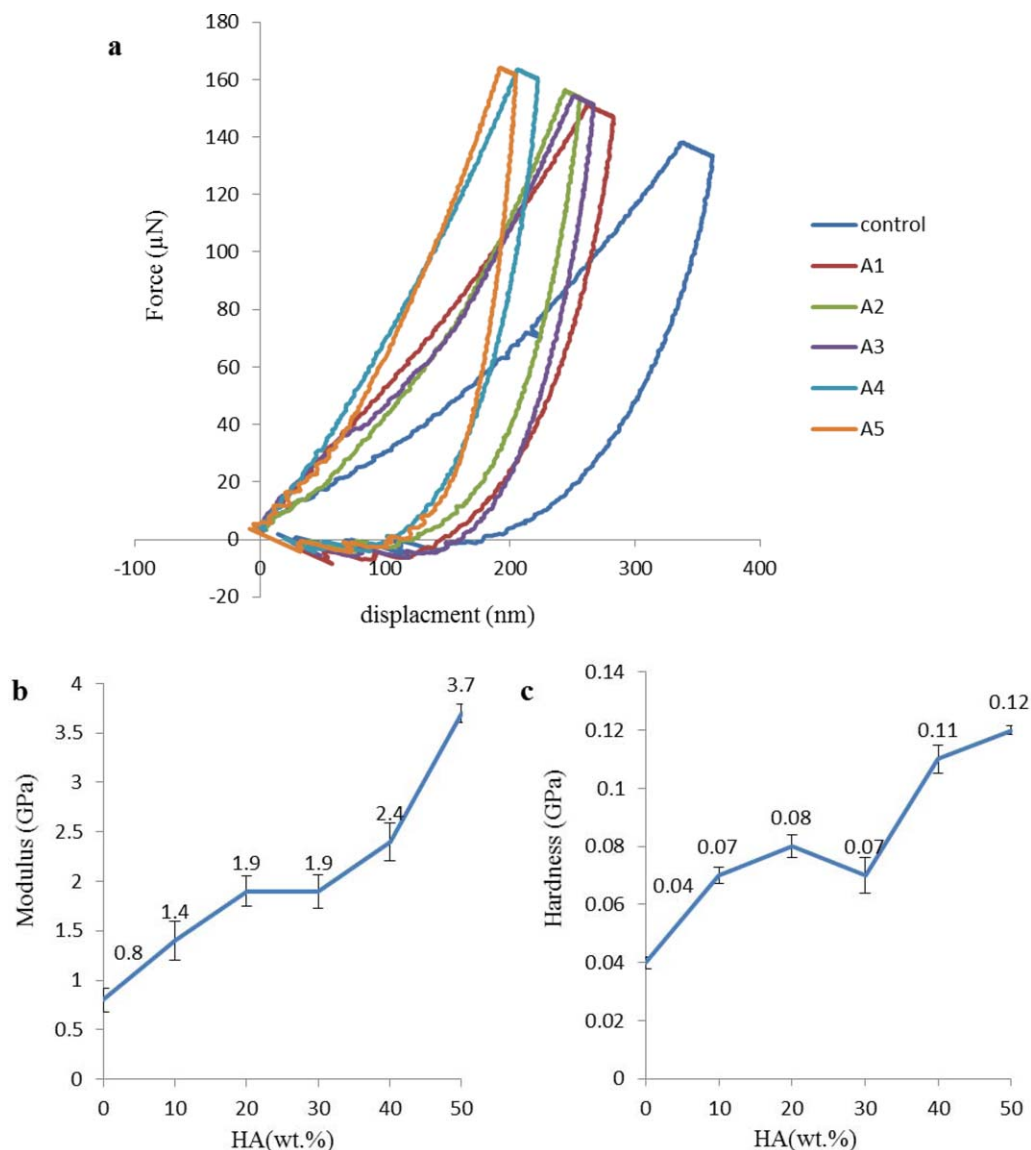 a
180
160
140
120
100
80
60
40
20
0
-20
Force (µN)
-100 0 100 200 300 400
displacment (nm)
control
A1
A2
A3
A4
A5
b
4
3.5
3
2.5
2
1.5
1
0.5
0
Modulus (GPa)
0.8
1.4
1.9
1.9
2.4
3.7
0 10 20 30 40 50
HA(wt.%)
c
0.14
0.12
0.1
0.08
0.06
0.04
0.02
0
Hardness (GPa)
0.04
0.07
0.08
0.07
0.11
0.12
0 10 20 30 40 50
HA(wt.%)